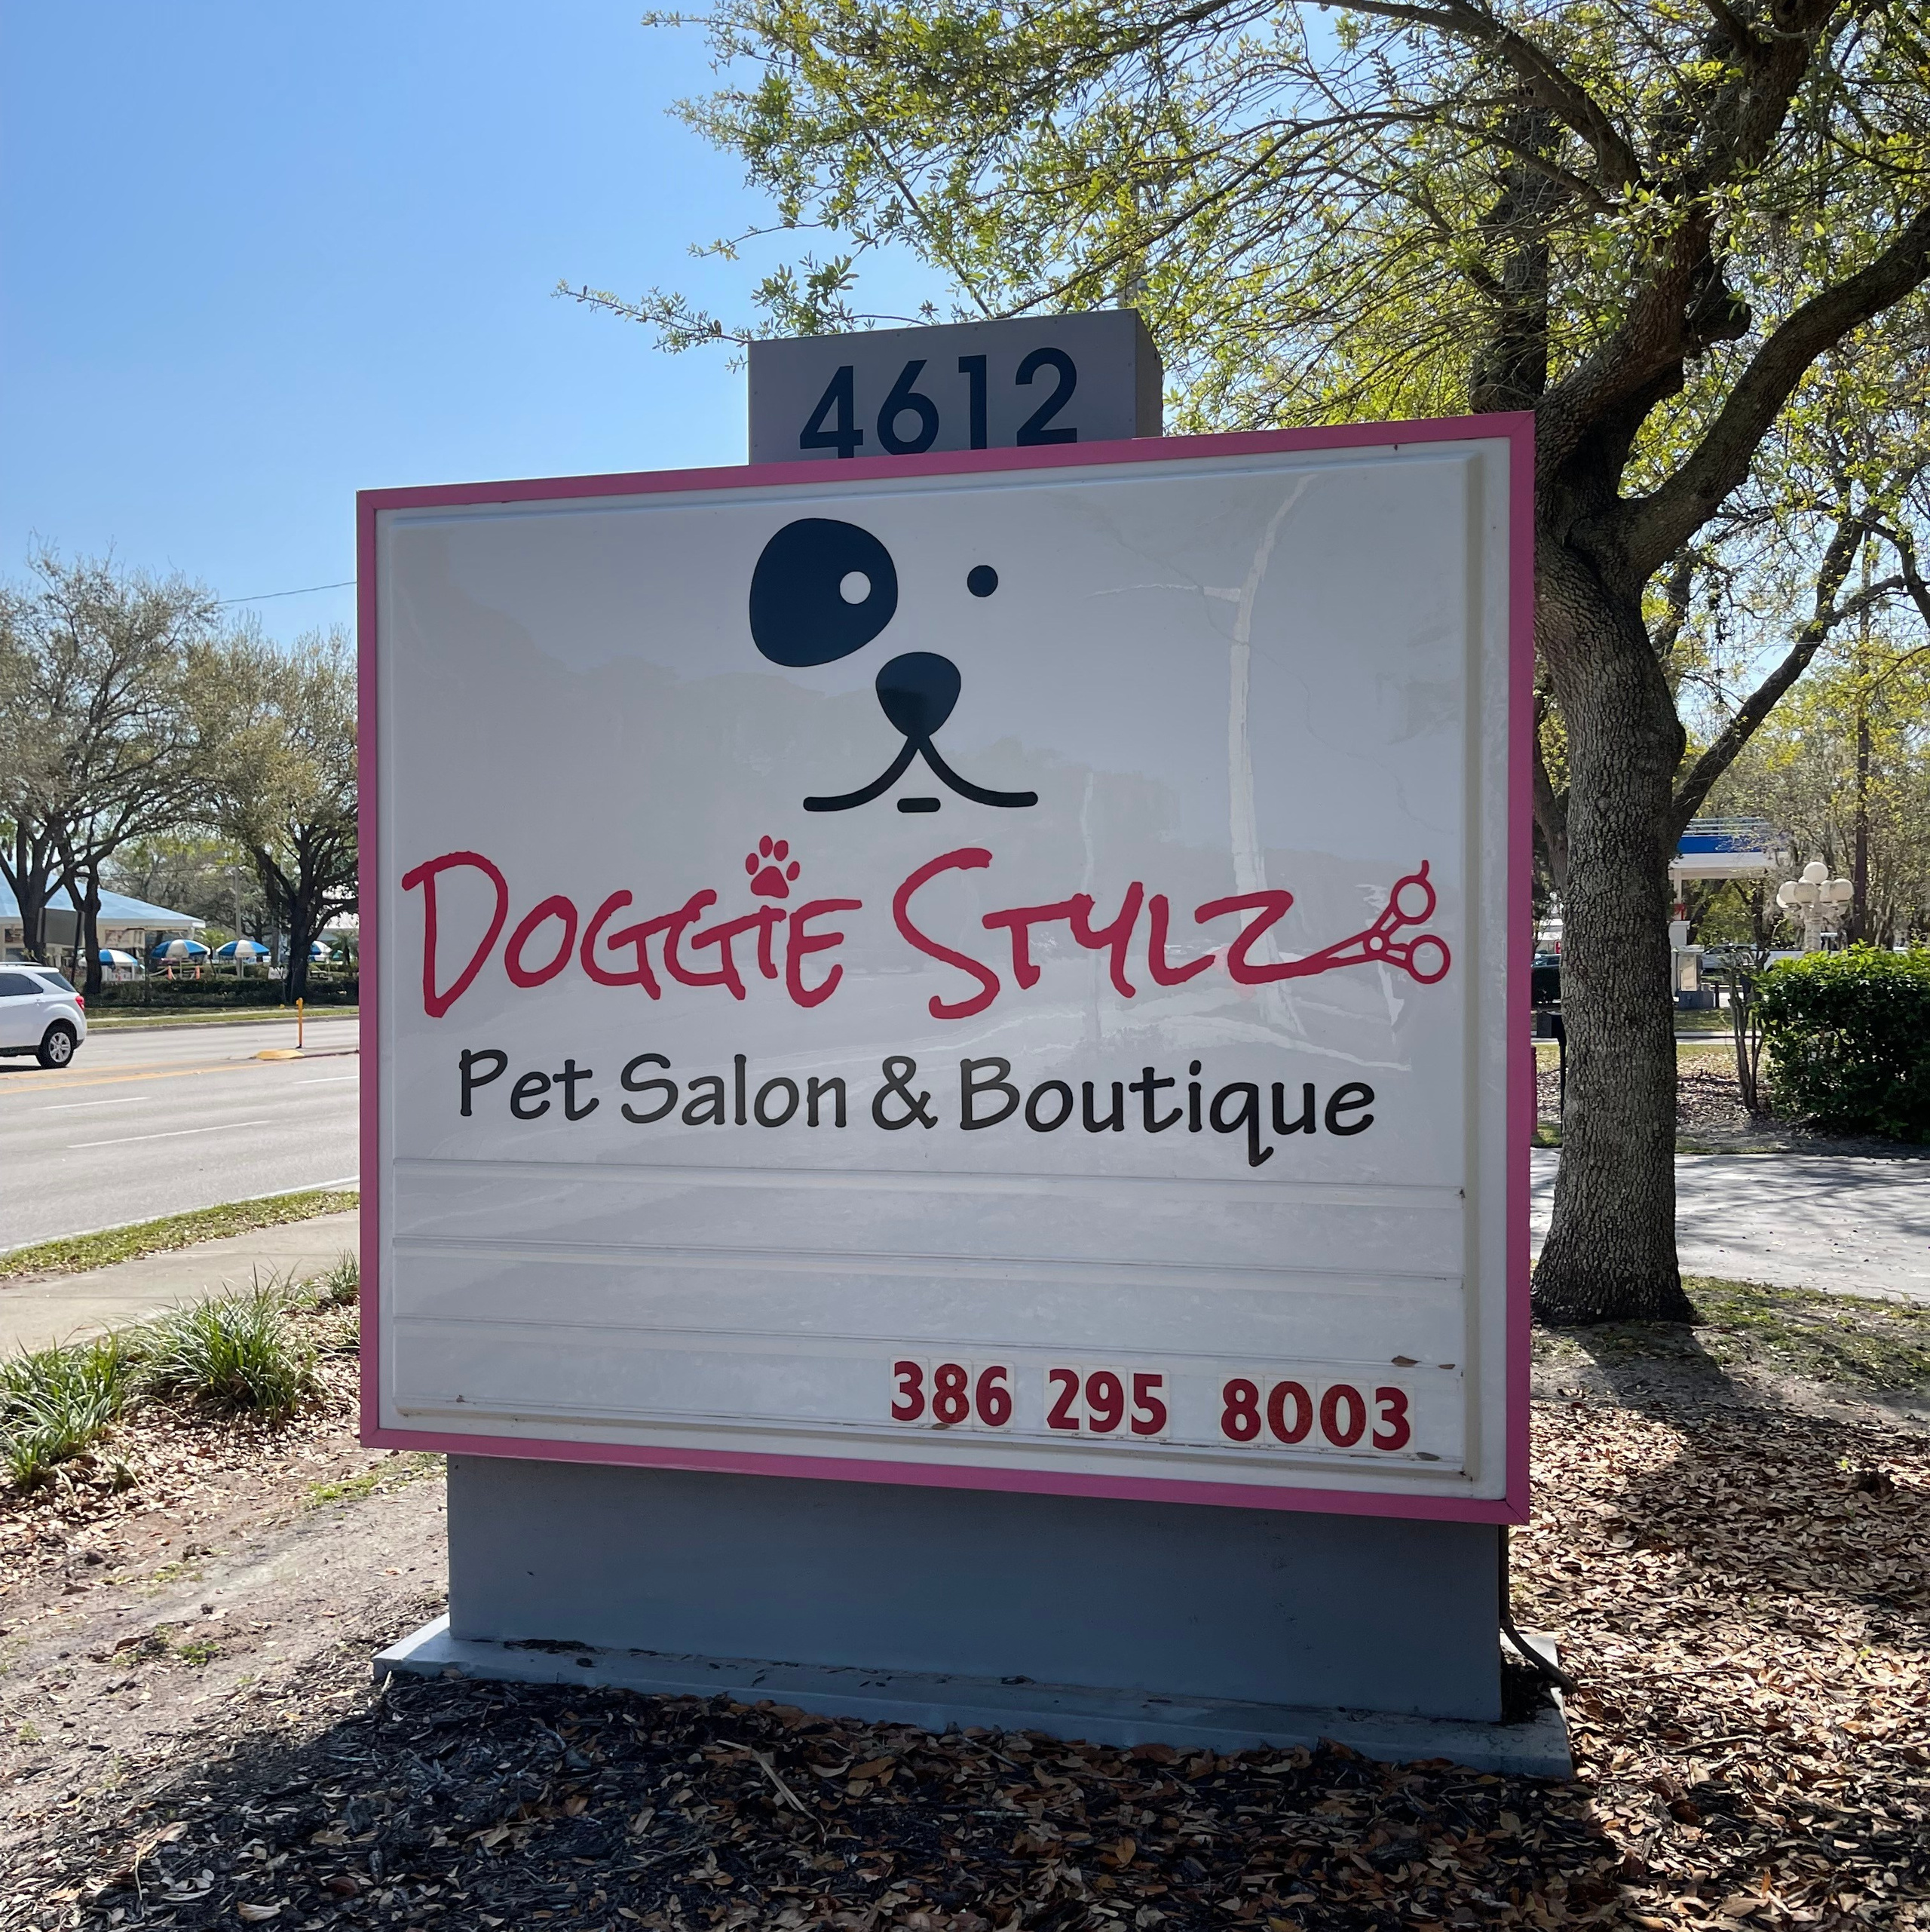 4612
DOGGIE STYLZ
Pet Salon & Boutique
386 295 8003